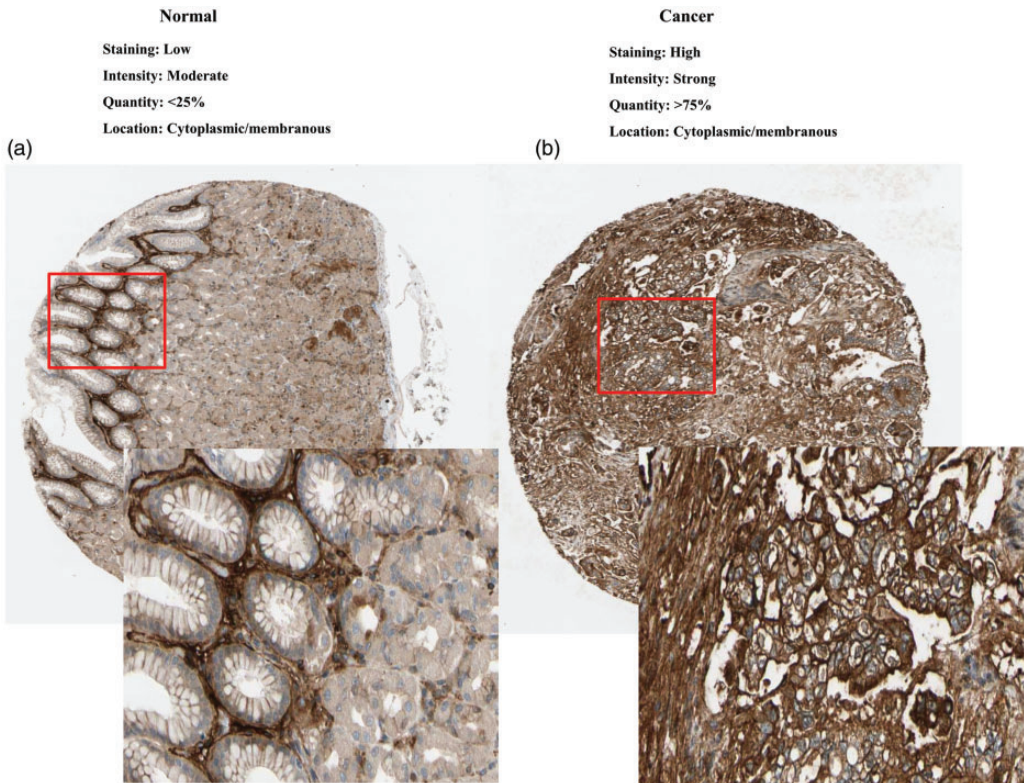 Normal
Staining: Low
Intensity: Moderate
Quantity: <25%
Location: Cytoplasmic/membranous
(a)
Cancer
Staining: High
Intensity: Strong
Quantity: >75%
Location: Cytoplasmic/membranous
(b)